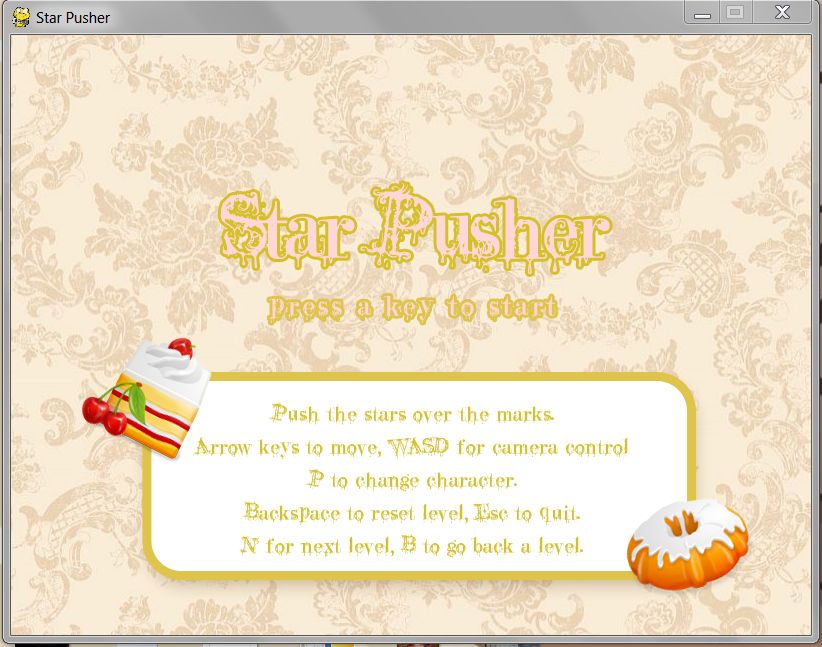 Star Pusher
Star Pusher
press a key to start
Push the stars over the marks.
Arrow keys to move, WASD for camera control
P to change character.
Backspace to reset level, Esc to quit.
N for next level, B to go back a level.